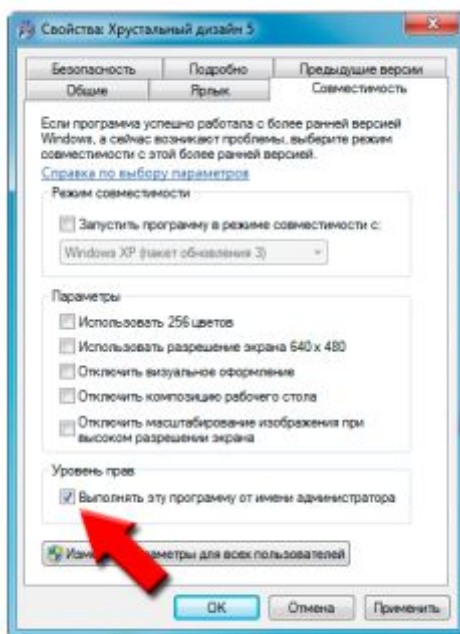 Свойства: Хрустальный дизайн 5
Безопасность Подробно Предыдущие версии
Общие Ярлык Совместимость
Если программа успешно работала с более ранней версией
Windows, а сейчас возникают проблемы, выберите режим
совместимости с этой более ранней версией.
Справка по выбору параметров
Режим совместимости
Запустить программу в режиме совместимости с:
Windows XP (пакет обновления 3)
Параметры
Использовать 256 цветов
Использовать разрешение экрана 640 x 480
Отключить визуальное оформление
Отключить композицию рабочего стола
Отключить масштабирование изображения при
высоком разрешении экрана
Уровень прав
Выполнять эту программу от имени администратора
для всех пользователей
ОК Отмена Применить